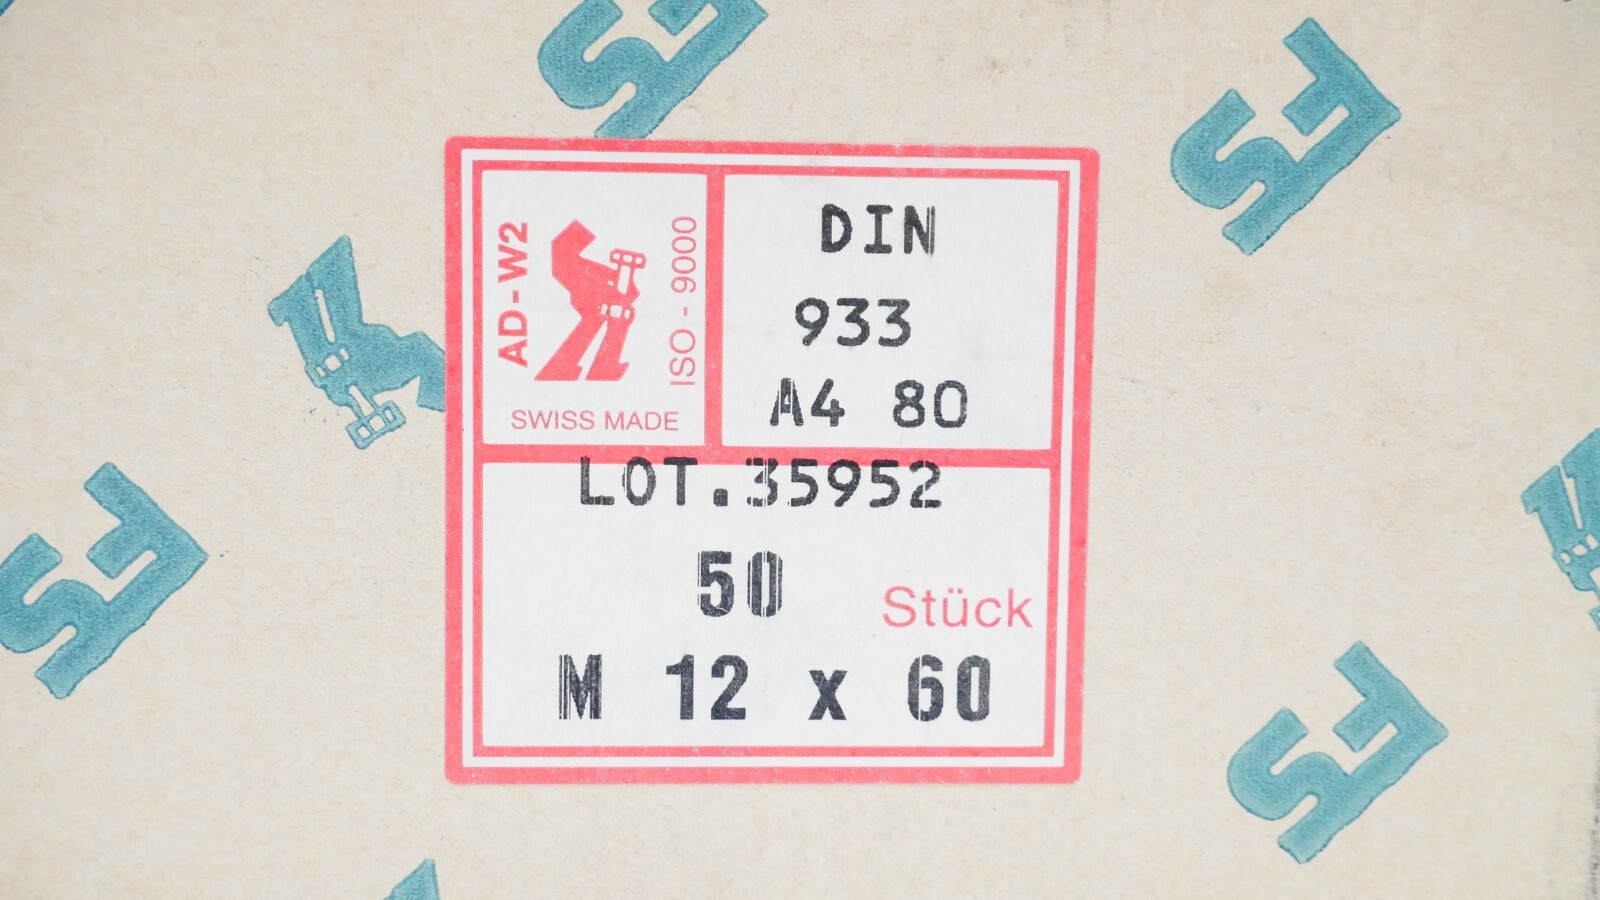 AD-W2
ISO - 9000
SWISS MADE
DIN
933
A4 80
LOT.35952
50 Stück
M 12 x 60